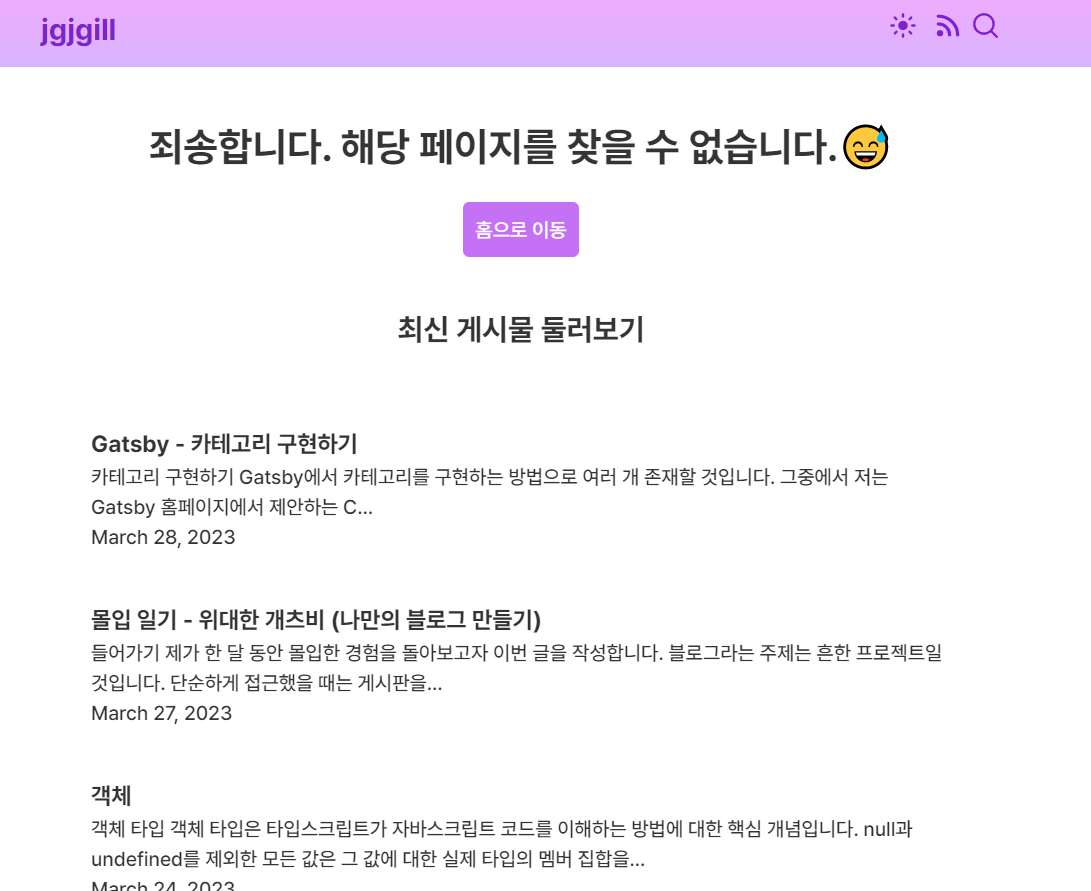 jgjgill
죄송합니다. 해당 페이지를 찾을 수 없습니다.😅
홈으로 이동
최신 게시물 둘러보기
Gatsby - 카테고리 구현하기
카테고리 구현하기 Gatsby에서 카테고리를 구현하는 방법으로 여러 개 존재할 것입니다. 그중에서 저는
Gatsby 홈페이지에서 제안하는 C...
March 28, 2023
몰입 일기 - 위대한 개츠비 (나만의 블로그 만들기)
들어가기 제가 한 달 동안 몰입한 경험을 돌아보고자 이번 글을 작성합니다. 블로그라는 주제는 흔한 프로젝트일
것입니다. 단순하게 접근했을 때는 게시판을...
March 27, 2023
객체
객체 타입 객체 타입은 타입스크립트가 자바스크립트 코드를 이해하는 방법에 대한 핵심 개념입니다. null과
undefined를 제외한 모든 값은 그 값에 대한 실제 타입의 멤버 집합을...
March 24, 2023